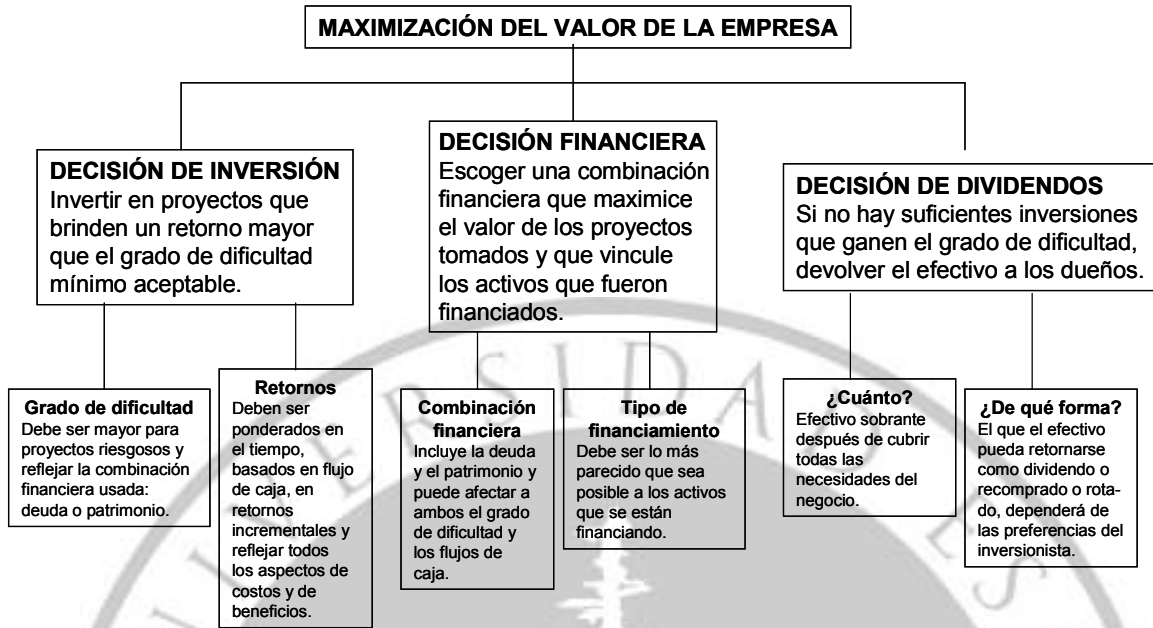 MAXIMIZACIÓN DEL VALOR DE LA EMPRESA
DECISIÓN DE INVERSIÓN
Invertir en proyectos que
brinden un retorno mayor
que el grado de dificultad
mínimo aceptable.
DECISIÓN FINANCIERA
Escoger una combinación
financiera que maximice
el valor de los proyectos
tomados y que vincule
los activos que fueron
financiados.
DECISIÓN DE DIVIDENDOS
Si no hay suficientes inversiones
que ganen el grado de dificultad,
devolver el efectivo a los dueños.
Grado de dificultad
Debe ser mayor para
proyectos riesgosos y
reflejar la combinación
financiera usada:
deuda o patrimonio.
Retornos
Deben ser
ponderados en
el tiempo,
basados en flujo
de caja, en
retornos
incrementales y
reflejar todos
los aspectos de
costos y de
beneficios.
Combinación
financiera
Incluye la deuda
y el patrimonio y
puede afectar a
ambos el grado
de dificultad y
los flujos de
caja.
Tipo de
financiamiento
Debe ser lo más
parecido que sea
posible a los activos
que se están
financiando.
¿Cuánto?
Efectivo sobrante
después de cubrir
todas las
necesidades del
negocio.
¿De qué forma?
El que el efectivo
pueda retornarse
como dividendo o
recomprado o rota-
do, dependerá de
las preferencias del
inversionista.